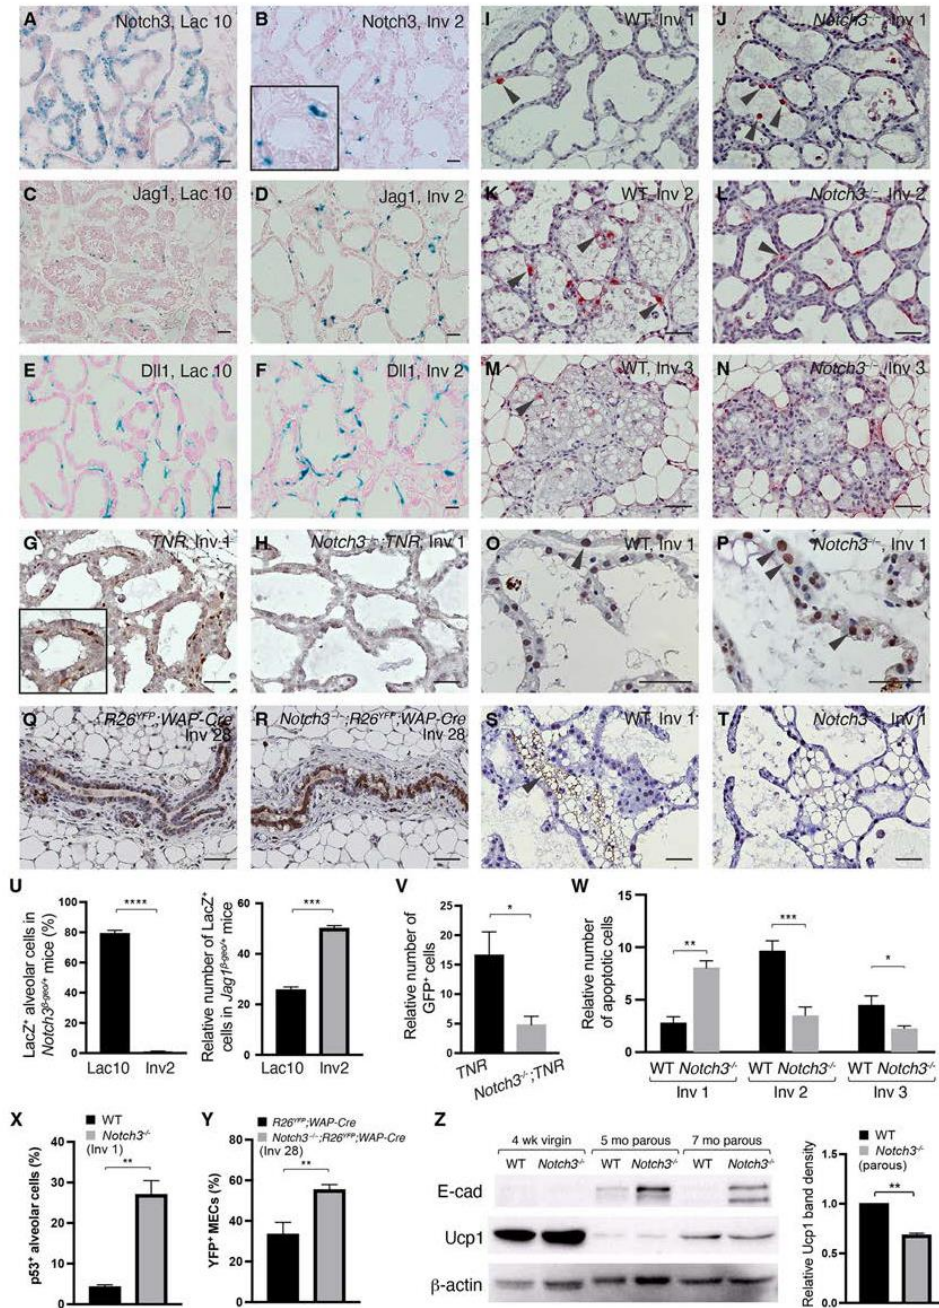 A Notch3, Lac 10
B Notch3, Inv 2
I WT, Inv 1
J Notch3⁻/⁻ Inv 1
C Jag1, Lac 10
D Jag1, Inv 2
K WT, Inv 2
L Notch3⁻/⁻ Inv 2
E Dll1, Lac 10
F Dll1, Inv 2
M WT, Inv 3
N Notch3⁻/⁻ Inv 3
G TNR, Inv 1
H Notch3⁻/⁻;TNR, Inv 1
O WT, Inv 1
P Notch3⁻/⁻, Inv 1
Q R26YFP;WAP-Cre
Inv 28
R Notch3⁻/⁻;R26YFP;WAP-Cre
Inv 28
S WT, Inv 1
T Notch3⁻/⁻ Inv 1
U
LacZ⁺ alveolar cells in
Notch3β-geo/+ mice (%)
100
80
60
40
20
0
****
Lac10 Inv2
Relative number of LacZ⁺
cells in Jag1β-geo/+ mice
60
40
20
0
***
Lac10 Inv2
V
Relative number of
GFP⁺ cells
25
20
15
10
5
0
*
TNR
Notch3⁻/⁻;TNR
W
Relative number
of apoptotic cells
15
10
5
0
**
***
*
WT Notch3⁻/⁻ WT Notch3⁻/⁻ WT Notch3⁻/⁻
Inv 1 Inv 2 Inv 3
X
WT
Notch3⁻/⁻
(Inv 1)
p53⁺ alveolar cells (%)
40
30
20
10
0
**
Y
R26YFP;WAP-Cre
Notch3⁻/⁻;R26YFP;WAP-Cre
(Inv 28)
YFP⁺ MECs (%)
80
60
40
20
0
**
Z
4 wk virgin 5 mo parous 7 mo parous
WT Notch3⁻/⁻ WT Notch3⁻/⁻ WT Notch3⁻/⁻
E-cad
Ucp1
β-actin
WT
Notch3⁻/⁻
(parous)
Relative Ucp1 band density
1.5
1.0
0.5
0.0
**